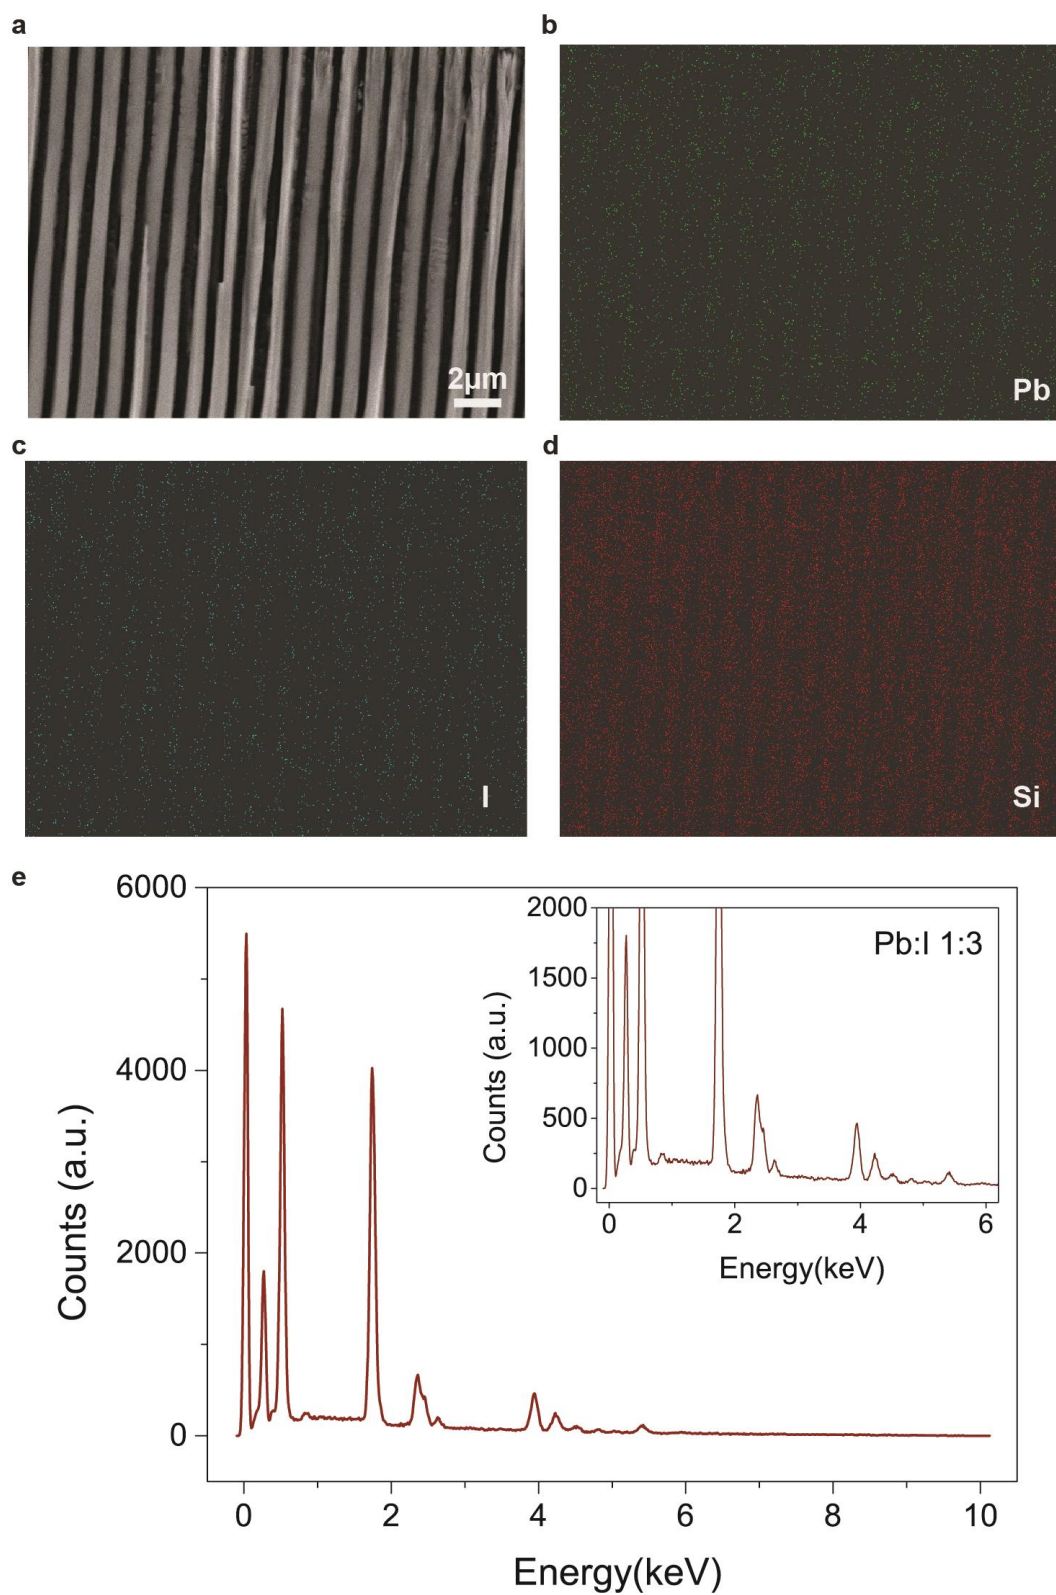 a
b
2µm
Pb
c
d
I
Si
e
6000
4000
2000
0
Counts (a.u.)
0 2 4 6 8 10
Energy(keV)
2000
1500
1000
500
0
Counts (a.u.)
Pb:I 1:3
0 2 4 6
Energy(keV)